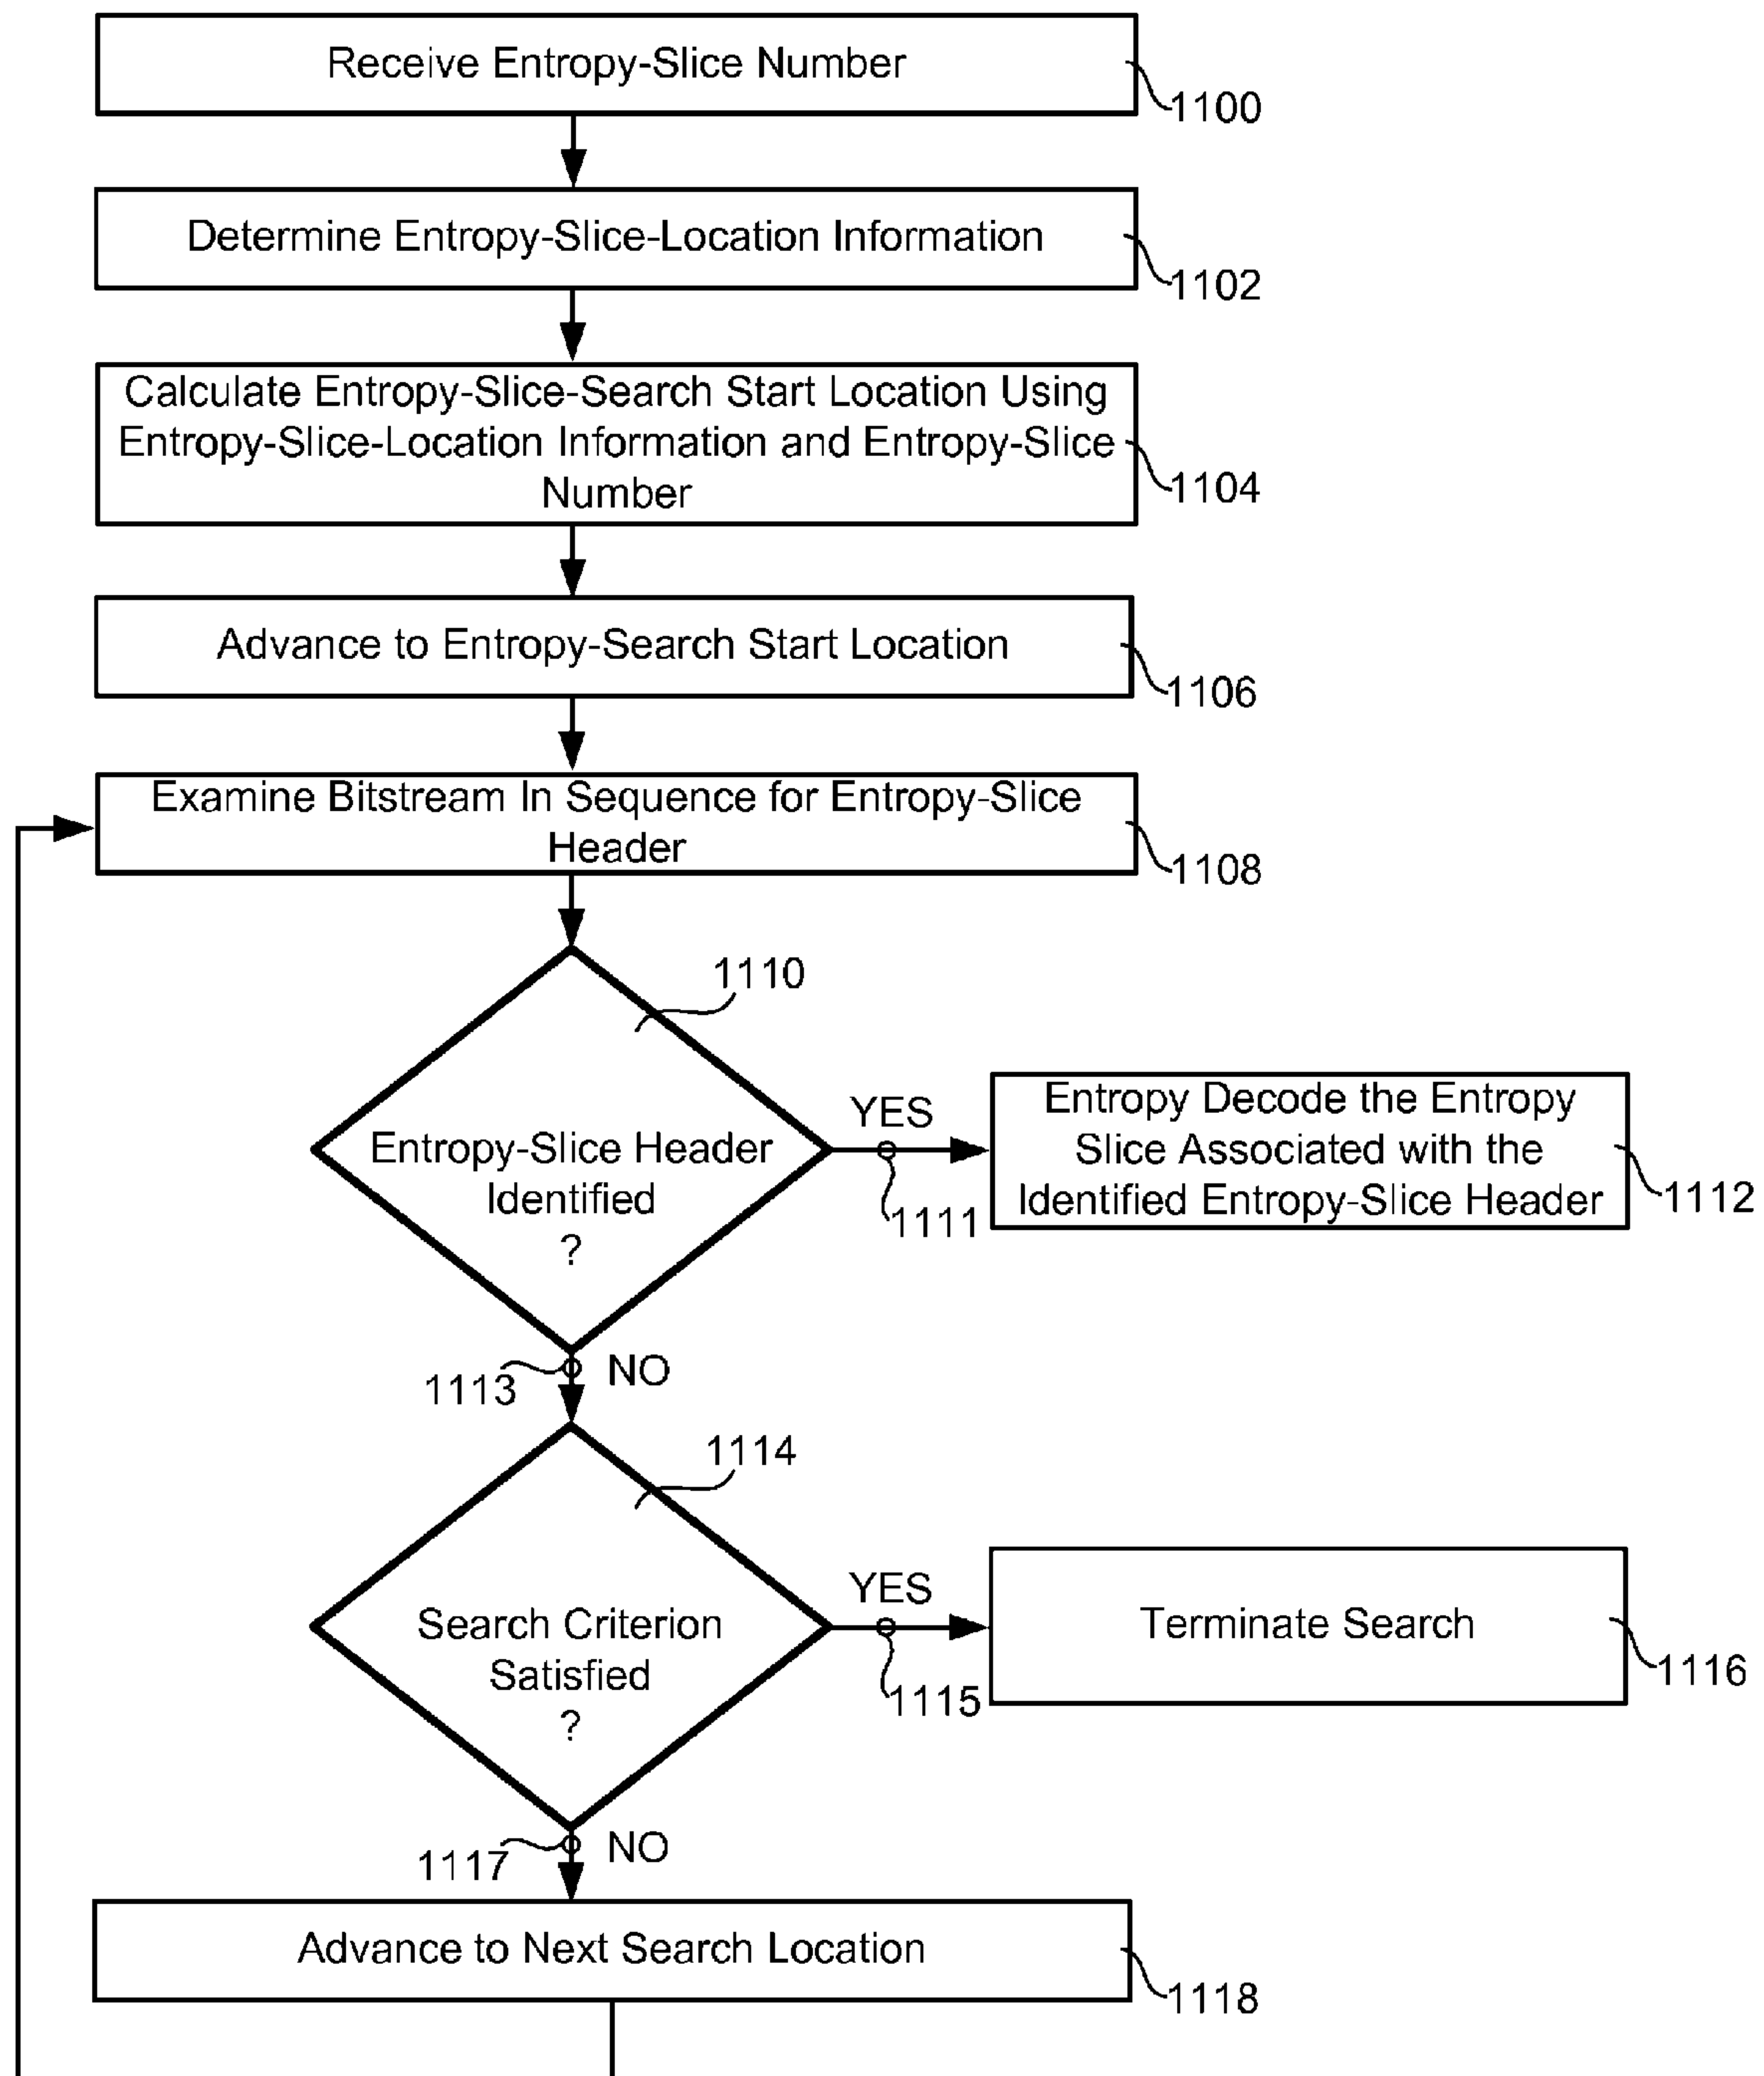 Receive Entropy-Slice Number
1100
Determine Entropy-Slice-Location Information
1102
Calculate Entropy-Slice-Search Start Location Using
Entropy-Slice-Location Information and Entropy-Slice
Number
1104
Advance to Entropy-Search Start Location
1106
Examine Bitstream In Sequence for Entropy-Slice
Header
1108
1110
Entropy-Slice Header
Identified
?
YES
1111
Entropy Decode the Entropy
Slice Associated with the
Identified Entropy-Slice Header
1112
1113
NO
1114
Search Criterion
Satisfied
?
YES
1115
Terminate Search
1116
1117
NO
Advance to Next Search Location
1118